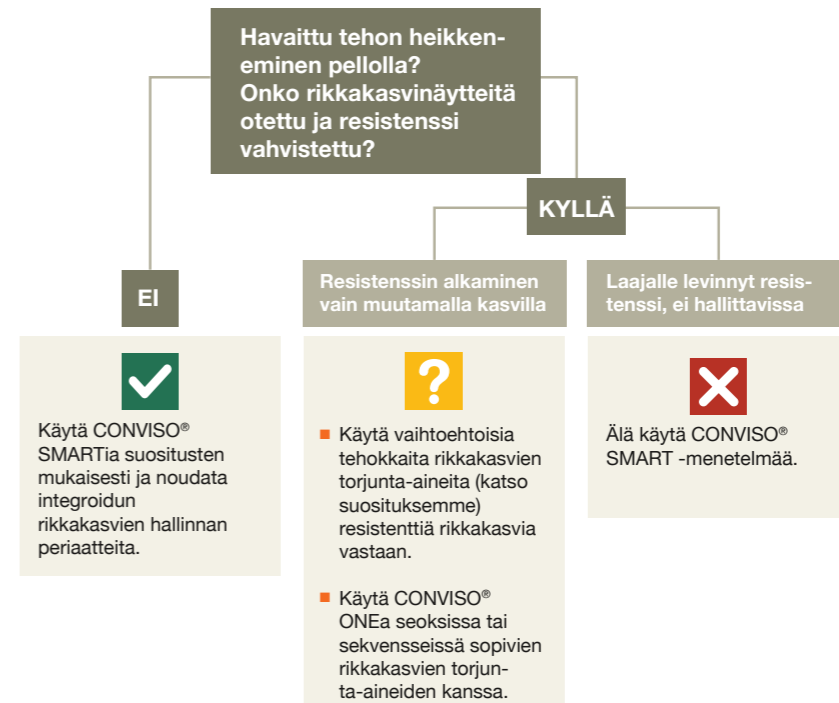 Havaittu tehon heikken-
eminen pellolla?
Onko rikkakasvinäytteitä
otettu ja resistenssi
vahvistettu?
KYLLÄ
EI
Resistenssin alkaminen
vain muutamalla kasvilla
Laajalle levinnyt resis-
tenssi, ei hallittavissa
Käytä CONVISO®
SMARTia suositusten
mukaisesti ja noudata
integroidun
rikkakasvien hallinnan
periaatteita.
?
Käytä vaihtoehtoisia
tehokkaita rikkakasvien
torjunta-aineita (katso
suosituksemme)
resistenttiä rikkakasvia
vastaan.
Käytä CONVISO®
ONEa seoksissa tai
sekvensseissä sopivien
rikkakasvien torjun-
ta-aineiden kanssa.
Älä käytä CONVISO®
SMART -menetelmää.